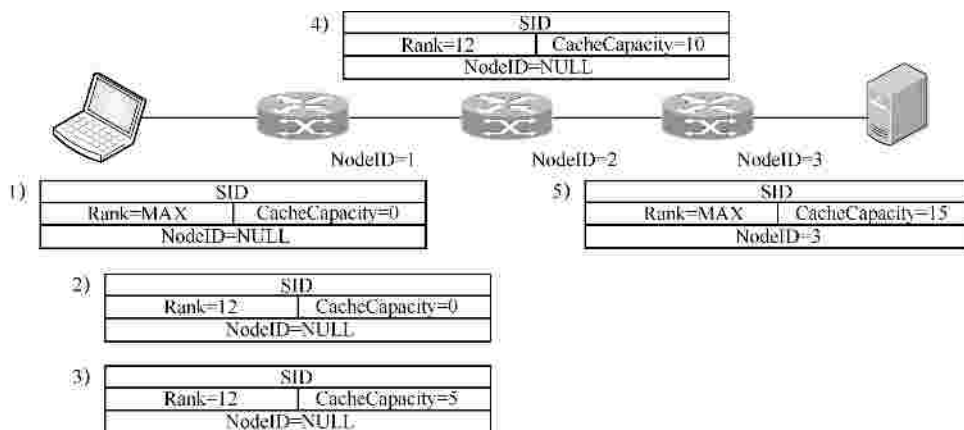 4)
SID
Rank=12 CacheCapacity=10
NodeID=NULL
NodeID=1 NodeID=2 NodeID=3
1)
SID
Rank=MAX CacheCapacity=0
NodeID=NULL
5)
SID
Rank=MAX CacheCapacity=15
NodeID=3
2)
SID
Rank=12 CacheCapacity=0
NodeID=NULL
3)
SID
Rank=12 CacheCapacity=5
NodeID=NULL